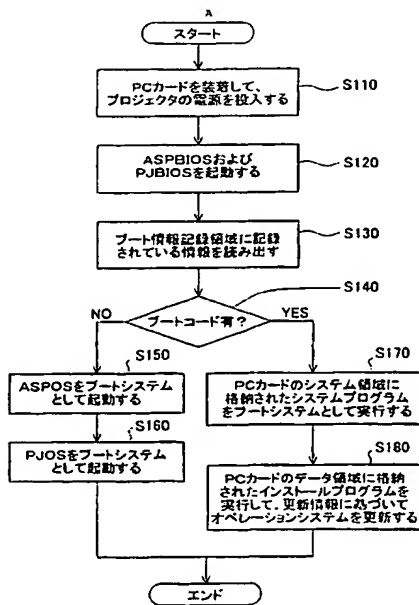 A
スタート
PCカードを装着して、
プロジェクタの電源を投入する
S110
ASPBIOSおよび
PJBIOSを起動する
S120
ブート情報記録領域に記録
されている情報を読み出す
S130
S140
ブートコード有?
NO
YES
S150
ASPOSをブートシステム
として起動する
S160
PJOSをブートシステム
として起動する
S170
PCカードのシステム領域に
格納されたシステムプログラム
をブートシステムとして実行する
S180
PCカードのデータ領域に格納
されたインストールプログラムを
実行して、更新情報に基づいて
オペレーションシステムを更新する
エンド